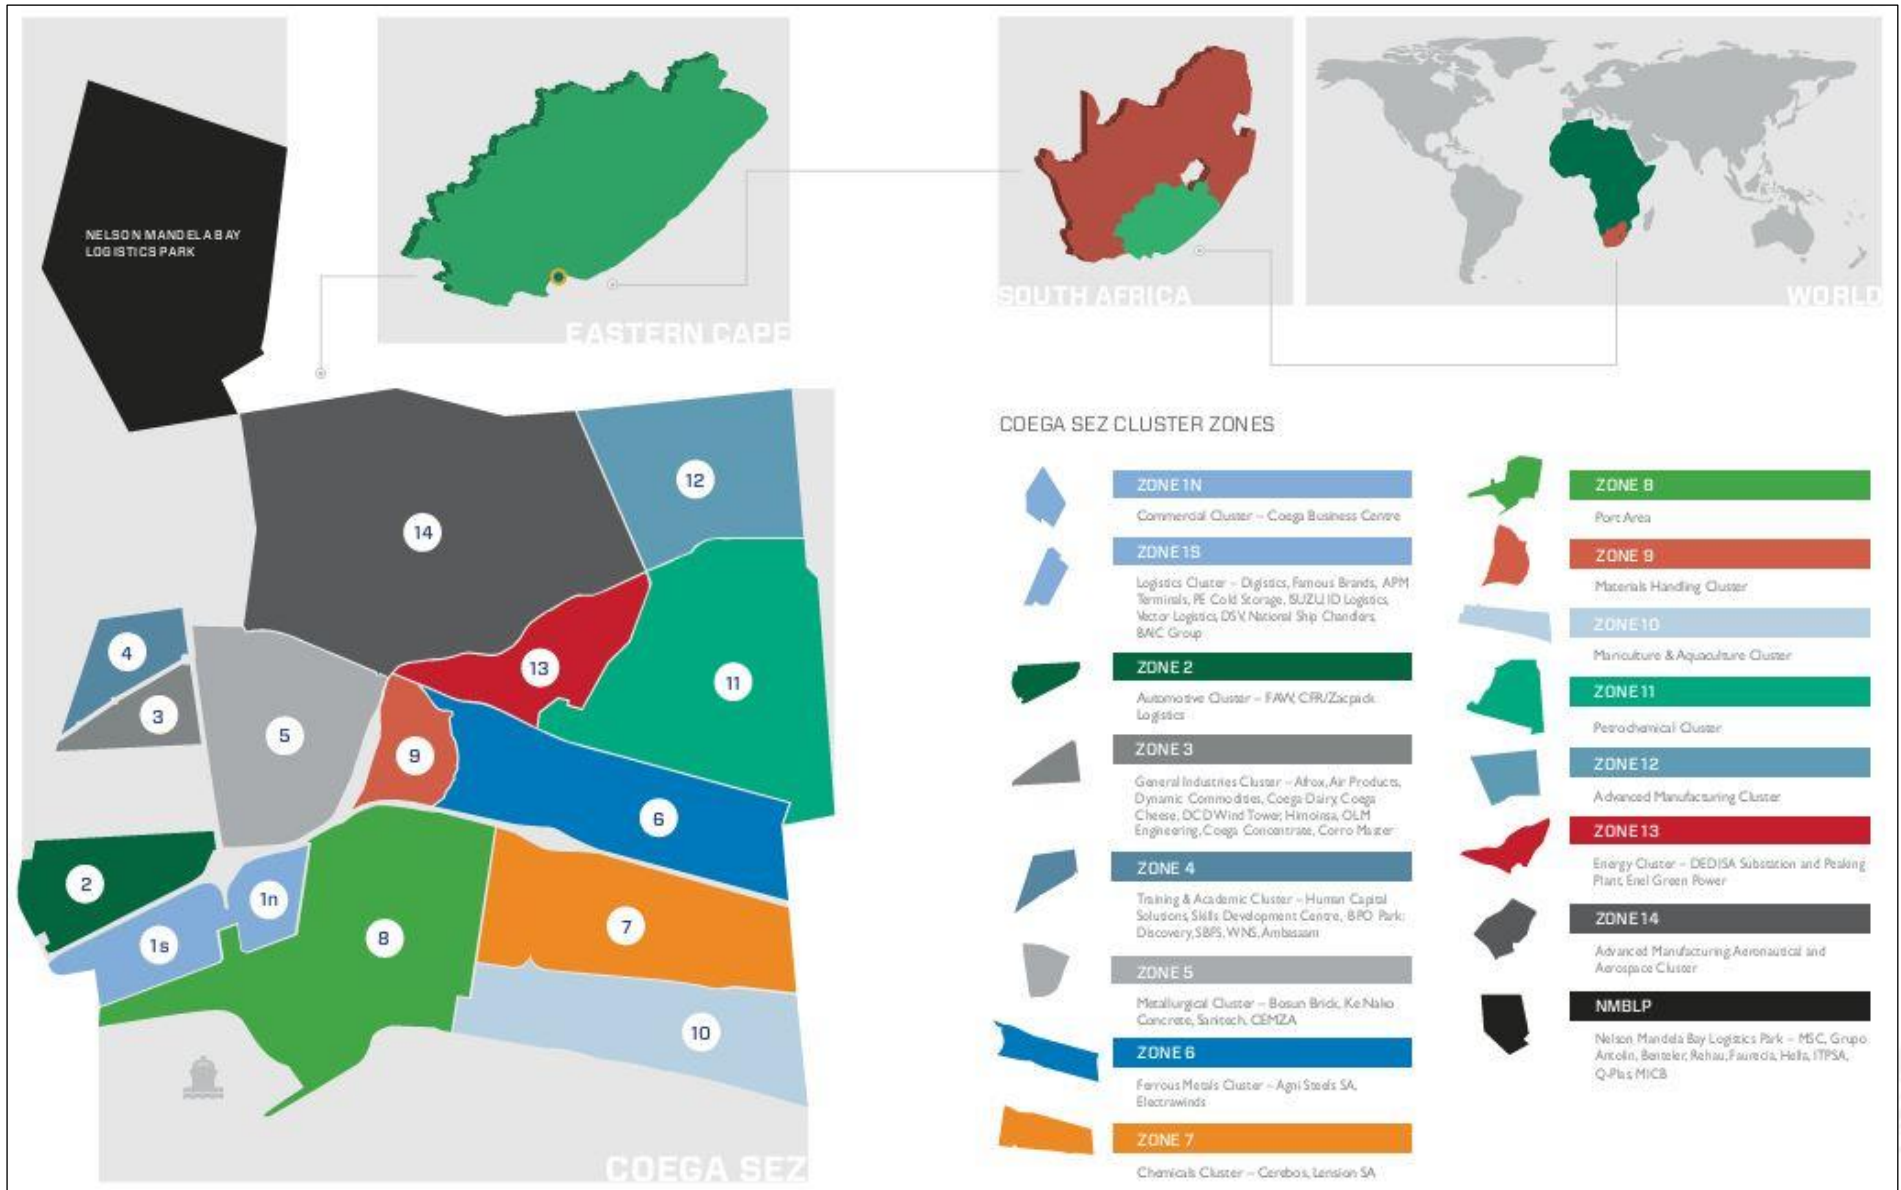 NELSON MANDELA BAY
LOGISTICS PARK
EASTERN CAPE
SOUTH AFRICA
WORLD
14
12
4
3
5
13
11
9
6
2
1n
1s
8
7
10
COEGA SEZ
COEGA SEZ CLUSTER ZONES
ZONE 1N
Commercial Cluster – Coega Business Centre
ZONE 1S
Logistics Cluster – Digistics, Famous Brands, APM
Terminals, PE Cold Storage, ISUZU, ID Logistics,
Vector Logistics, DSV, National Ship Chandlers,
BAIC Group
ZONE 2
Automotive Cluster – FAW, CFR/Zacpack
Logistics
ZONE 3
General Industries Cluster – Afrox, Air Products,
Dynamic Commodities, Coega Dairy, Coega
Cheese, DCD Wind Tower, Himoinsa, OLM
Engineering, Coega Concentrate, Corro Master
ZONE 4
Training & Academic Cluster – Human Capital
Solutions, Skills Development Centre, BPO Park:
Discovery, SBFS, WNS, Ambasaam
ZONE 5
Metallurgical Cluster – Bosun Brick, Ke Nako
Concrete, Sanitech, CEMZA
ZONE 6
Ferrous Metals Cluster – Agni Steels SA,
Electrawinds
ZONE 7
Chemicals Cluster – Cerebos, Lension SA
ZONE 8
Port Area
ZONE 9
Materials Handling Cluster
ZONE 10
Mariculture & Aquaculture Cluster
ZONE 11
Petrochemical Cluster
ZONE 12
Advanced Manufacturing Cluster
ZONE 13
Energy Cluster – DEDISA Substation and Peaking
Plant, Enel Green Power
ZONE 14
Advanced Manufacturing; Aeronautical and
Aerospace Cluster
NMBLP
Nelson Mandela Bay Logistics Park – MSC, Grupo
Antolin, Benteler, Rehau, Faurecia, Hella, ITPSA,
Q-Plas, MICB